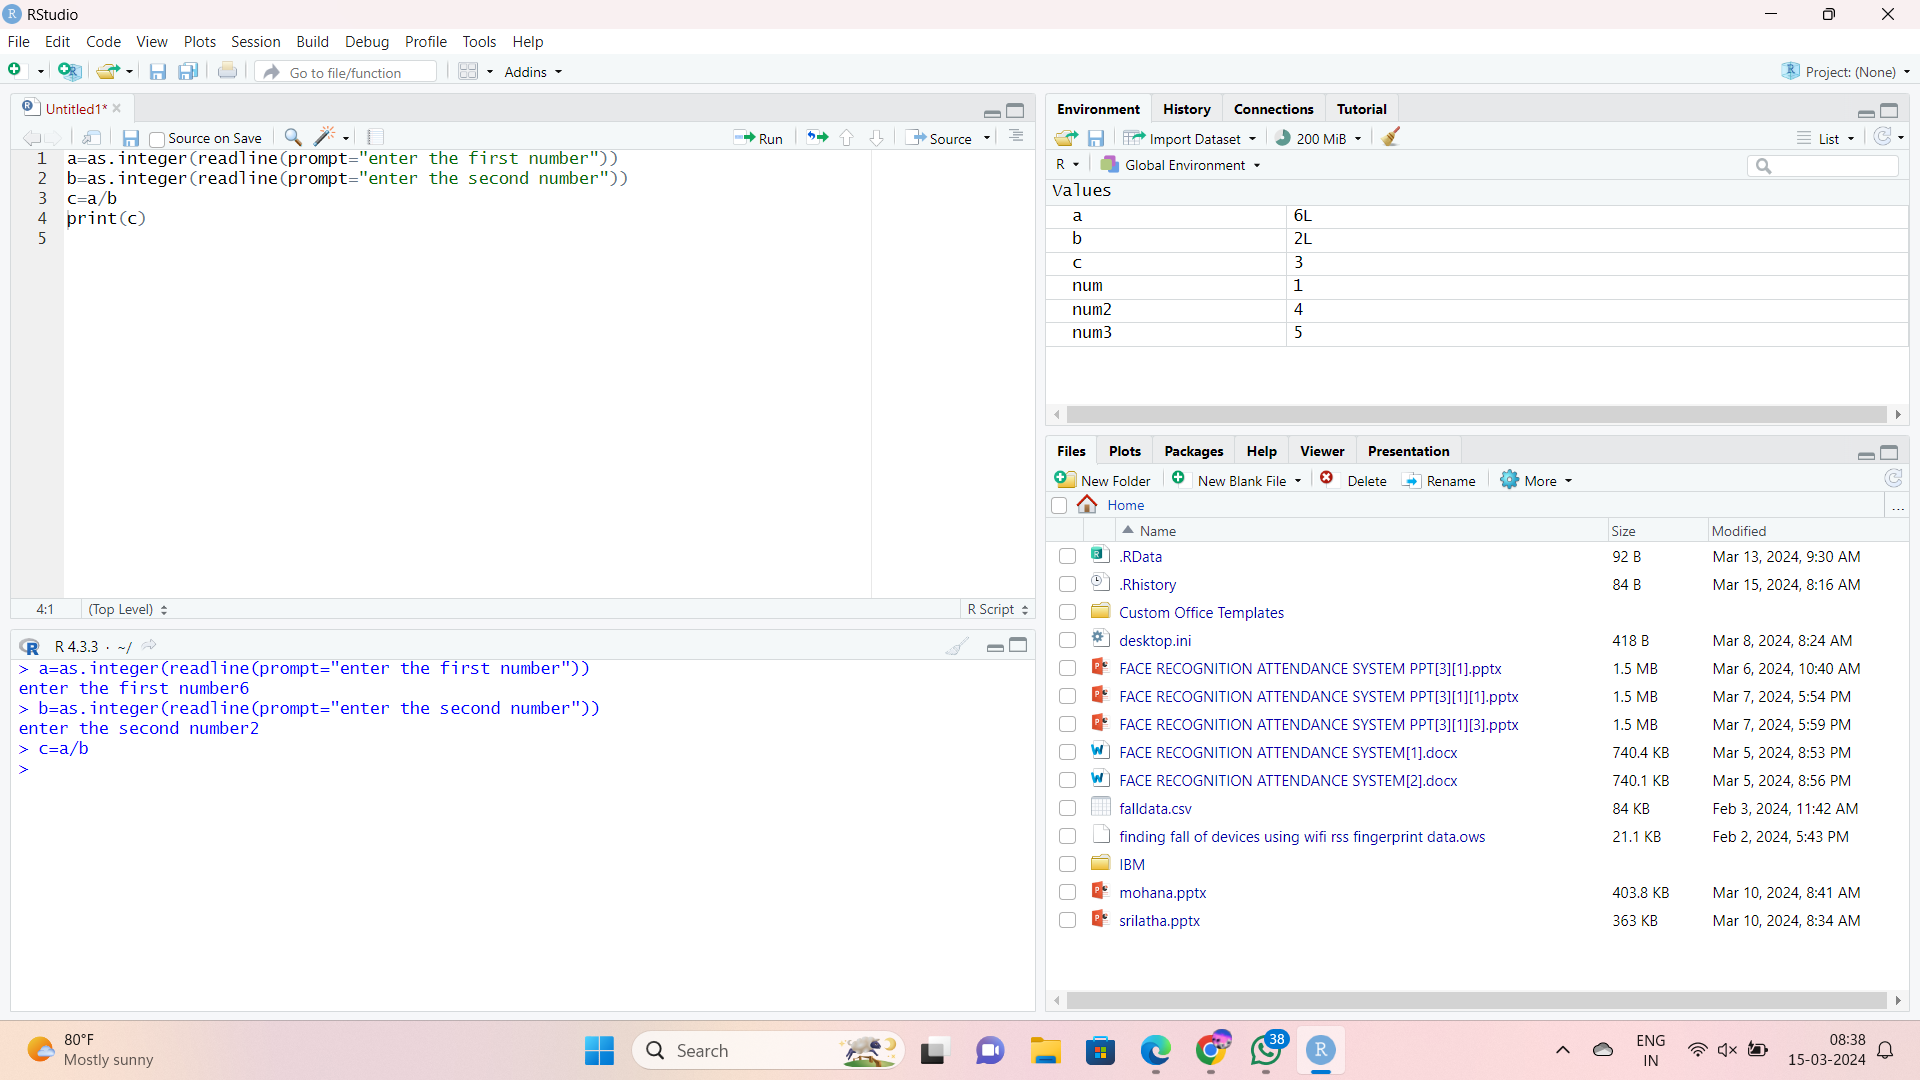 RStudio
File Edit Code View Plots Session Build Debug Profile Tools Help
Go to file/function Addins Project: (None)
Untitled1*
Source on Save Run Source
1 a=as.integer(readline(prompt="enter the first number"))
2 b=as.integer(readline(prompt="enter the second number"))
3 c=a/b
4 print(c)
5
4:1 (Top Level) R Script
R 4.3.3 · ~/
> a=as.integer(readline(prompt="enter the first number"))
enter the first number6
> b=as.integer(readline(prompt="enter the second number"))
enter the second number2
> c=a/b
>
Environment History Connections Tutorial
Import Dataset 200 MiB List
R Global Environment
Values
a 6L
b 2L
c 3
num 1
num2 4
num3 5
Files Plots Packages Help Viewer Presentation
New Folder New Blank File Delete Rename More
Home ...
Name Size Modified
.RData 92 B Mar 13, 2024, 9:30 AM
.Rhistory 84 B Mar 15, 2024, 8:16 AM
Custom Office Templates
desktop.ini 418 B Mar 8, 2024, 8:24 AM
FACE RECOGNITION ATTENDANCE SYSTEM PPT[3][1].pptx 1.5 MB Mar 6, 2024, 10:40 AM
FACE RECOGNITION ATTENDANCE SYSTEM PPT[3][1][1].pptx 1.5 MB Mar 7, 2024, 5:54 PM
FACE RECOGNITION ATTENDANCE SYSTEM PPT[3][1][3].pptx 1.5 MB Mar 7, 2024, 5:59 PM
FACE RECOGNITION ATTENDANCE SYSTEM[1].docx 740.4 KB Mar 5, 2024, 8:53 PM
FACE RECOGNITION ATTENDANCE SYSTEM[2].docx 740.1 KB Mar 5, 2024, 8:56 PM
falldata.csv 84 KB Feb 3, 2024, 11:42 AM
finding fall of devices using wifi rss fingerprint data.ows 21.1 KB Feb 2, 2024, 5:43 PM
IBM
mohana.pptx 403.8 KB Mar 10, 2024, 8:41 AM
srilatha.pptx 363 KB Mar 10, 2024, 8:34 AM
80°F
Mostly sunny
Search
38
ENG
IN
08:38
15-03-2024